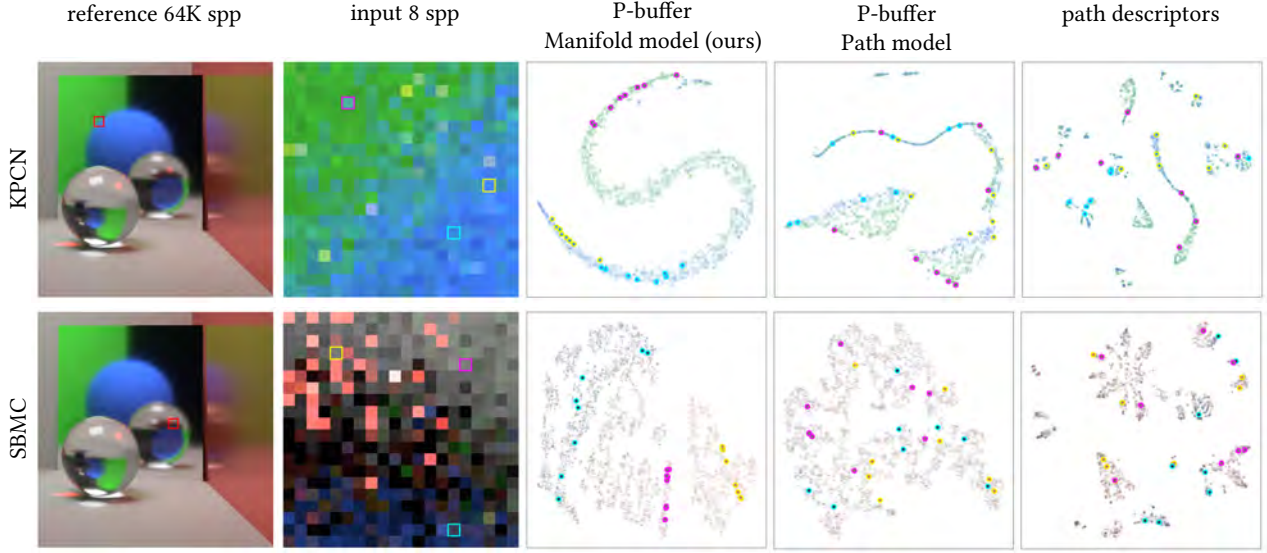 reference 64K spp
input 8 spp
P-buffer
Manifold model (ours)
P-buffer
Path model
path descriptors
KPCN
SBMC